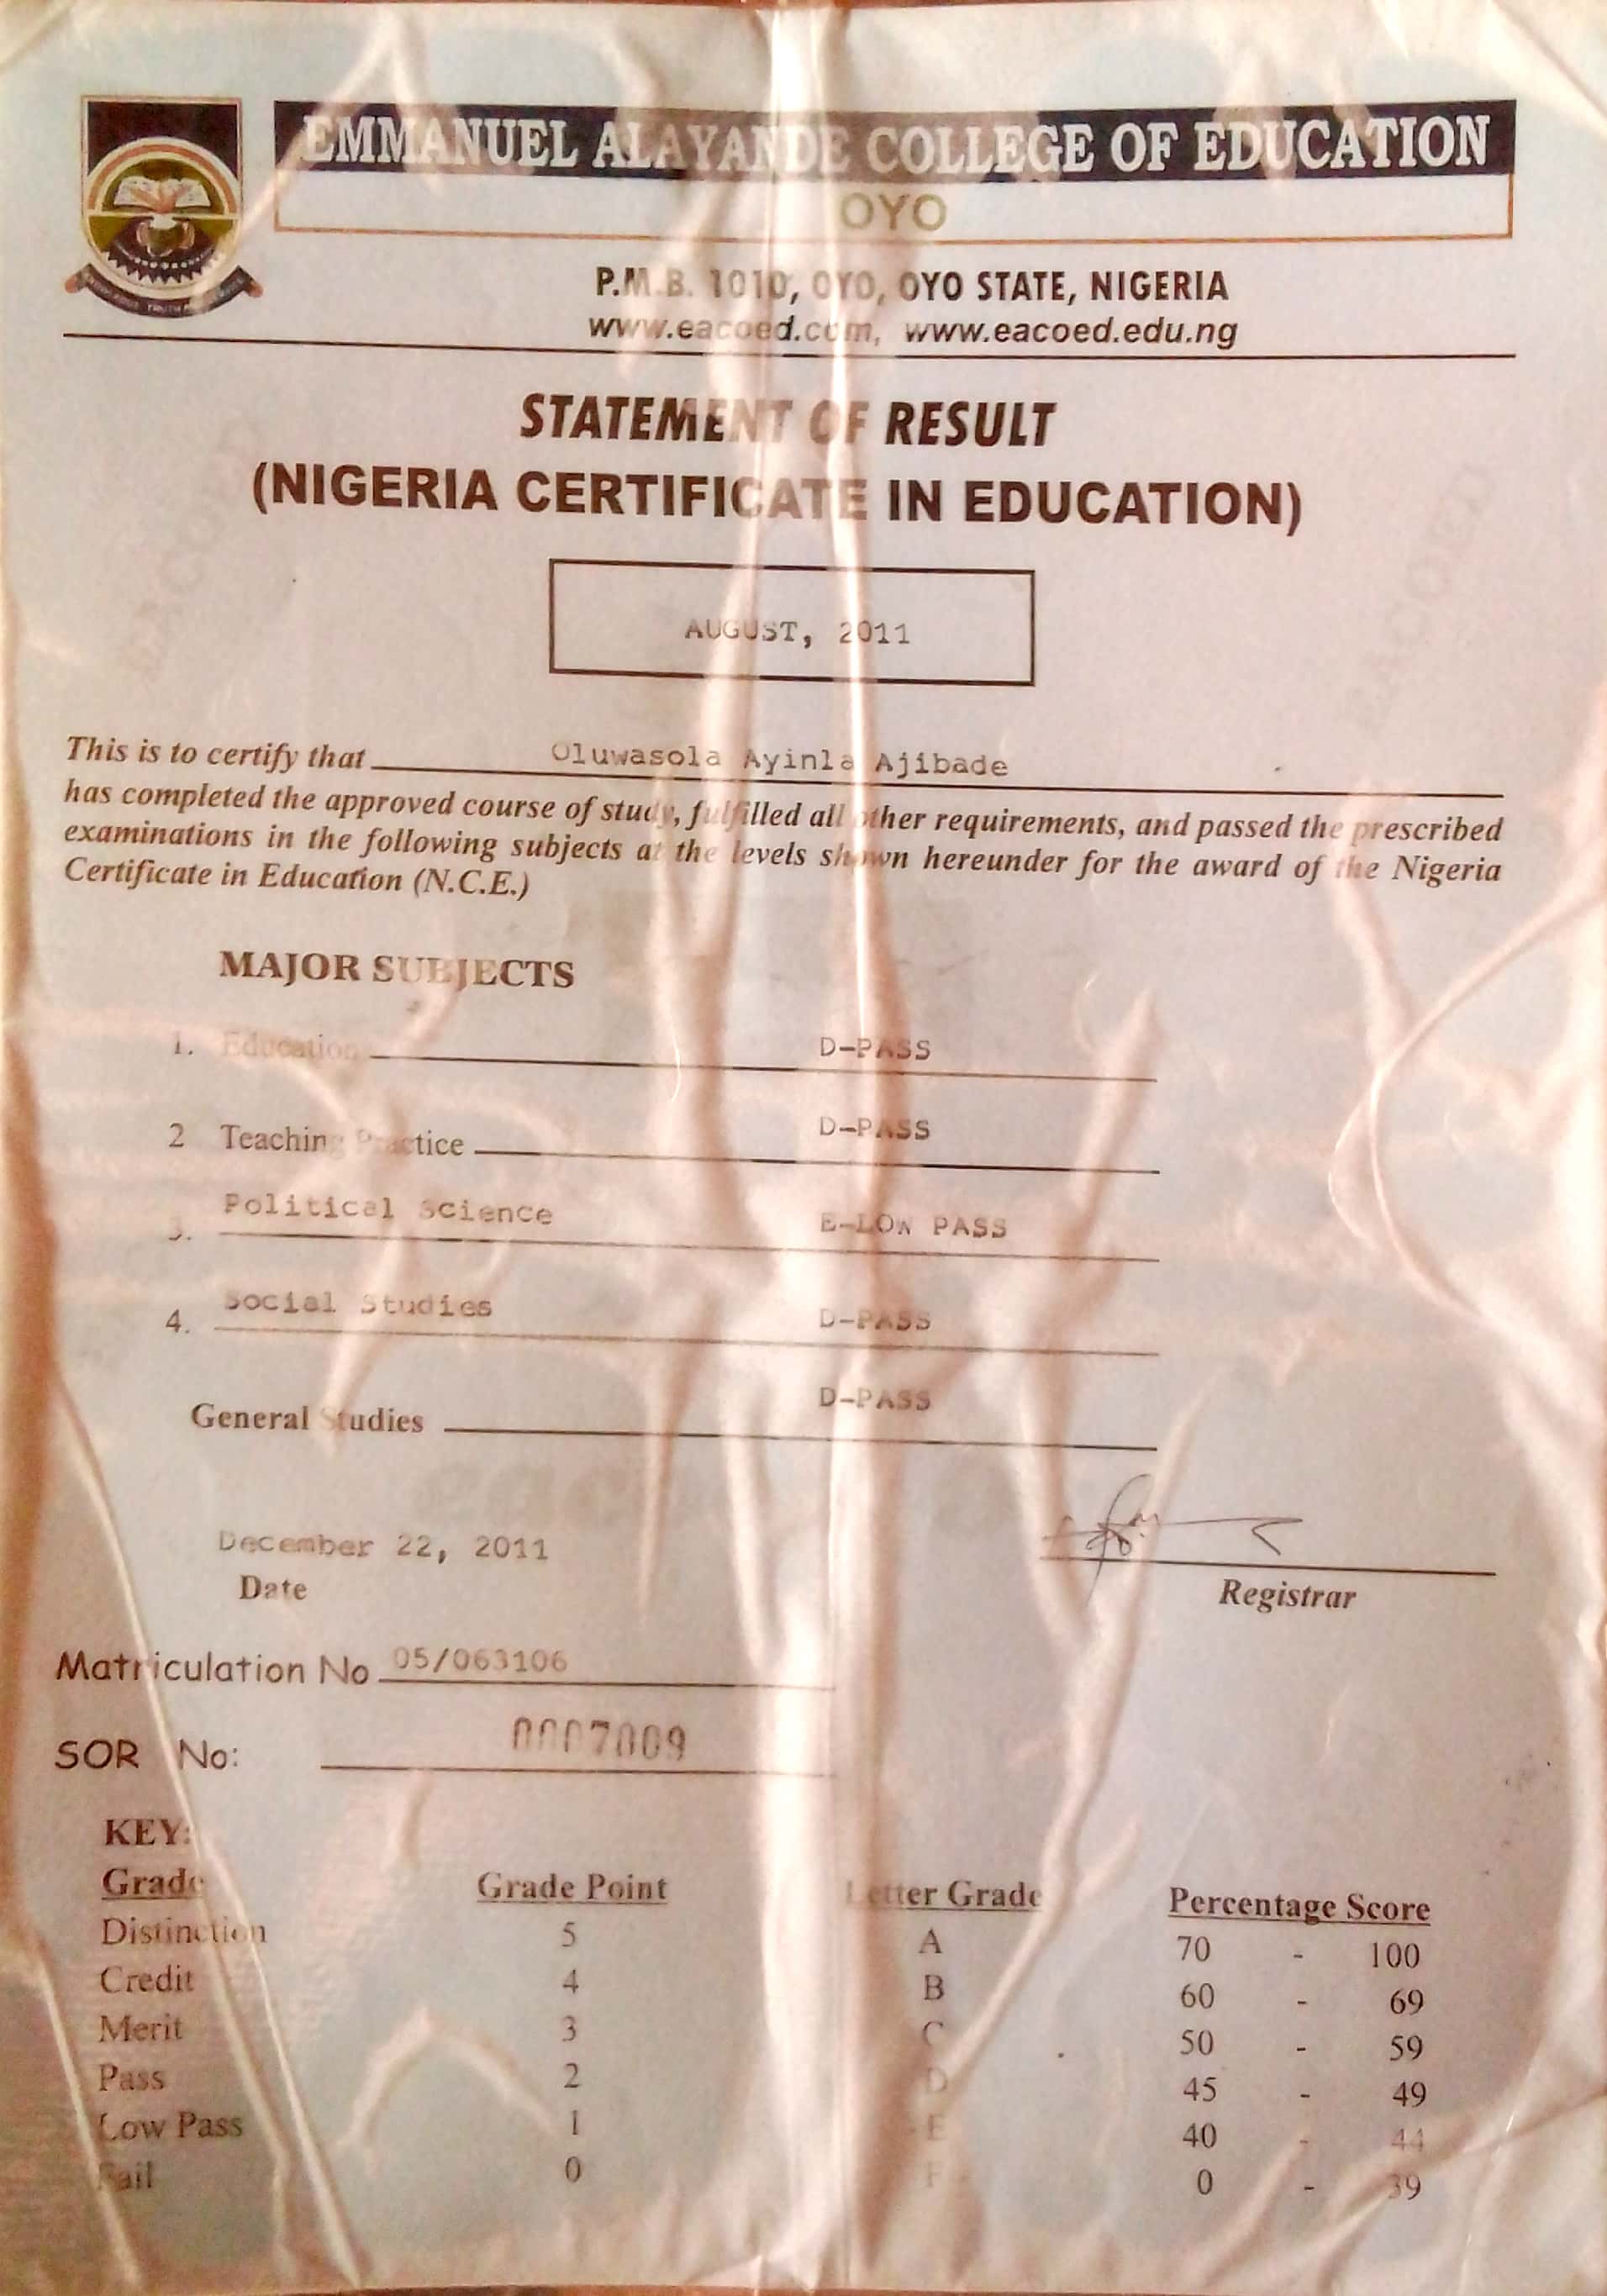 EMMANUEL ALAYANDE COLLEGE OF EDUCATION
OYO
P.M.B. 1010, OYO, OYO STATE, NIGERIA
www.eacoed.com, www.eacoed.edu.ng
STATEMENT OF RESULT
(NIGERIA CERTIFICATE IN EDUCATION)
AUGUST, 2011
This is to certify that Oluwasola Ayinla Ajibade
has completed the approved course of study, fulfilled all other requirements, and passed the prescribed
examinations in the following subjects at the levels shown hereunder for the award of the Nigeria
Certificate in Education (N.C.E.)
MAJOR SUBJECTS
1. Education D-PASS
2 Teaching Practice D-PASS
3. Political Science E-LOW PASS
4. Social Studies D-PASS
General Studies D-PASS
December 22, 2011
Date Registrar
Matriculation No 05/063106
SOR No: 0007009
KEY:
Grade Grade Point Letter Grade Percentage Score
Distinction 5 A 70 - 100
Credit 4 B 60 - 69
Merit 3 C 50 - 59
Pass 2 D 45 - 49
Low Pass 1 E 40 - 44
Fail 0 F 0 - 39